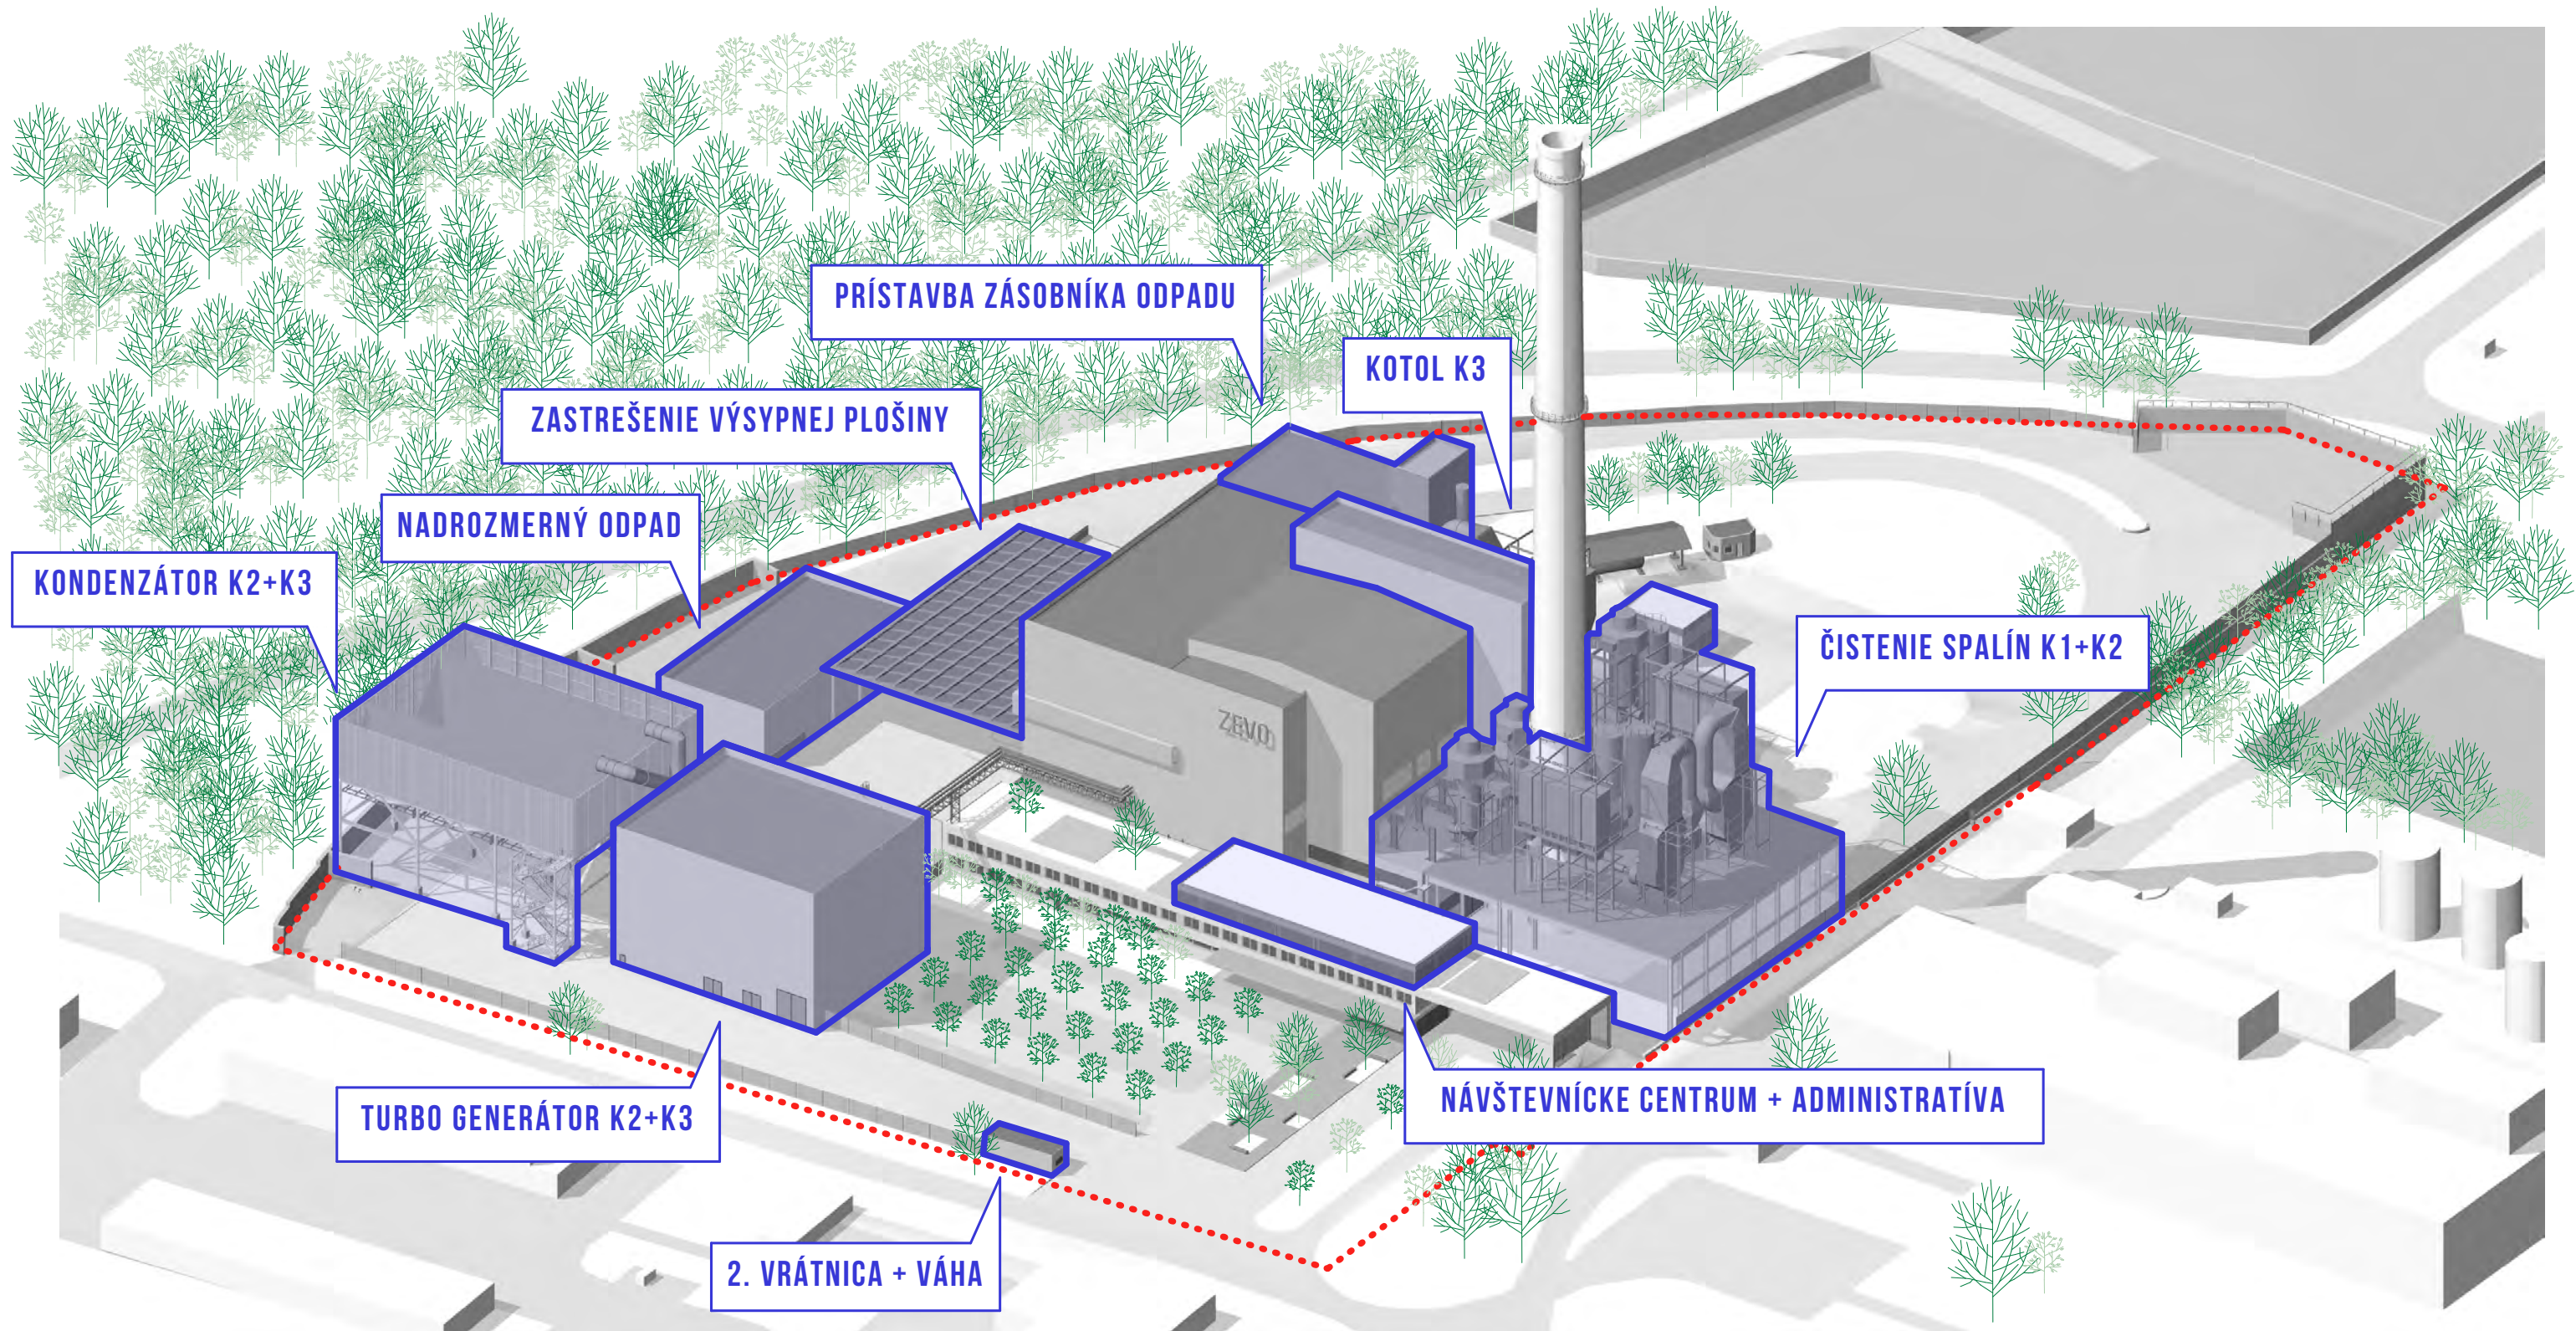 PRÍSTAVBA ZÁSOBNÍKA ODPADU
KOTOL K3
ZASTREŠENIE VÝSYPNEJ PLOŠINY
NADROZMERNÝ ODPAD
KONDENZÁTOR K2+K3
ČISTENIE SPALÍN K1+K2
ZEVO
NÁVŠTEVNÍCKE CENTRUM + ADMINISTRATÍVA
TURBO GENERÁTOR K2+K3
2. VRÁTNICA + VÁHA